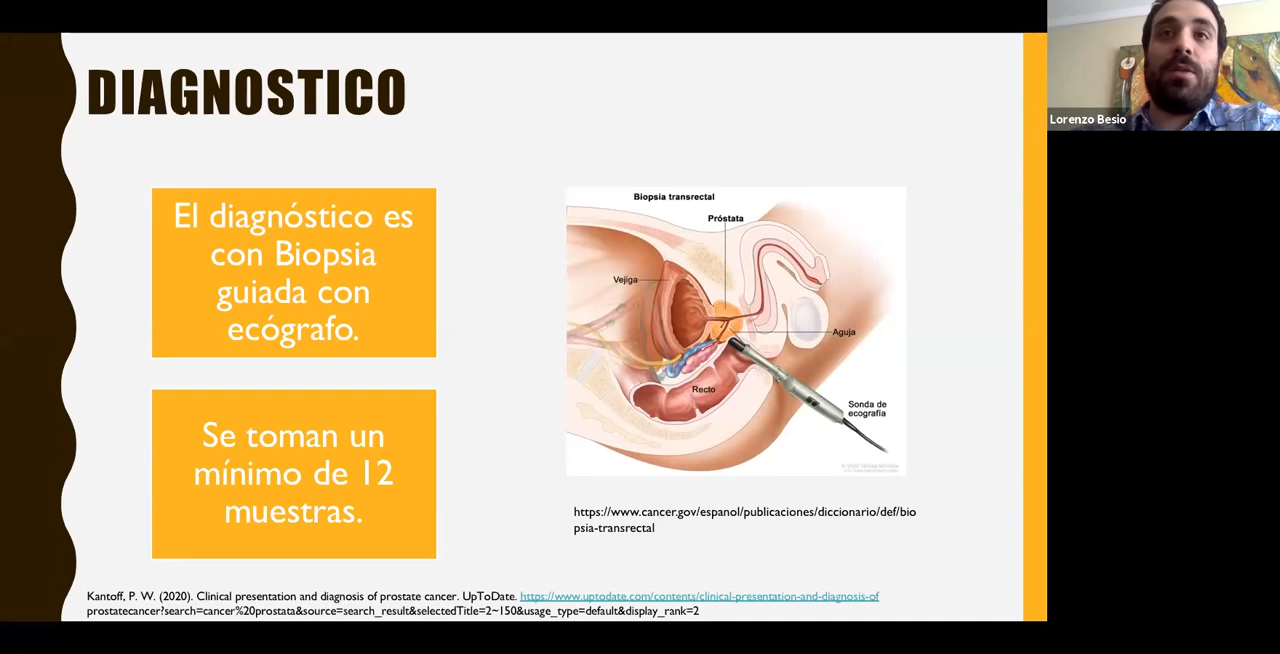 DIAGNOSTICO
El diagnóstico es
con Biopsia
guiada con
ecógrafo.
Se toman un
mínimo de 12
muestras.
Biopsia transrectal
Próstata
Vejiga
Aguja
Recto
Sonda de
ecografía
https://www.cancer.gov/espanol/publicaciones/diccionario/def/bio
psia-transrectal
Kantoff, P. W. (2020). Clinical presentation and diagnosis of prostate cancer. UpToDate. https://www.uptodate.com/contents/clinical-presentation-and-diagnosis-of
prostatecancer?search=cancer%20prostata&source=search_result&selectedTitle=2~150&usage_type=default&display_rank=2
Lorenzo Besio